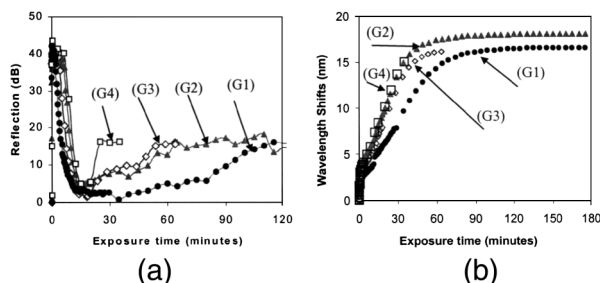 (a)
Reflection (dB)
50
40
30
20
10
0
(G4)
(G3)
(G2)
(G1)
0
30
60
90
120
Exposure time (minutes)
(b)
Wavelength Shifts (nm)
20
15
10
5
0
(G2)
(G4)
(G1)
(G3)
0
30
60
90
120
150
180
Exposure time (minutes)
(a)
(b)